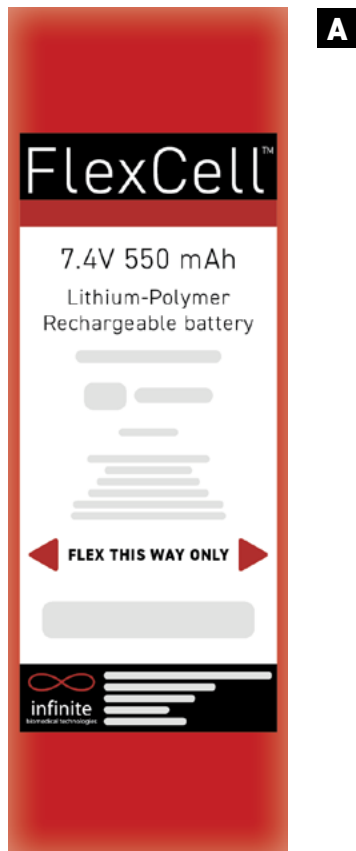 A
FlexCell™
7.4V 550 mAh
Lithium-Polymer
Rechargeable battery
FLEX THIS WAY ONLY
infinite
biomedical technologies